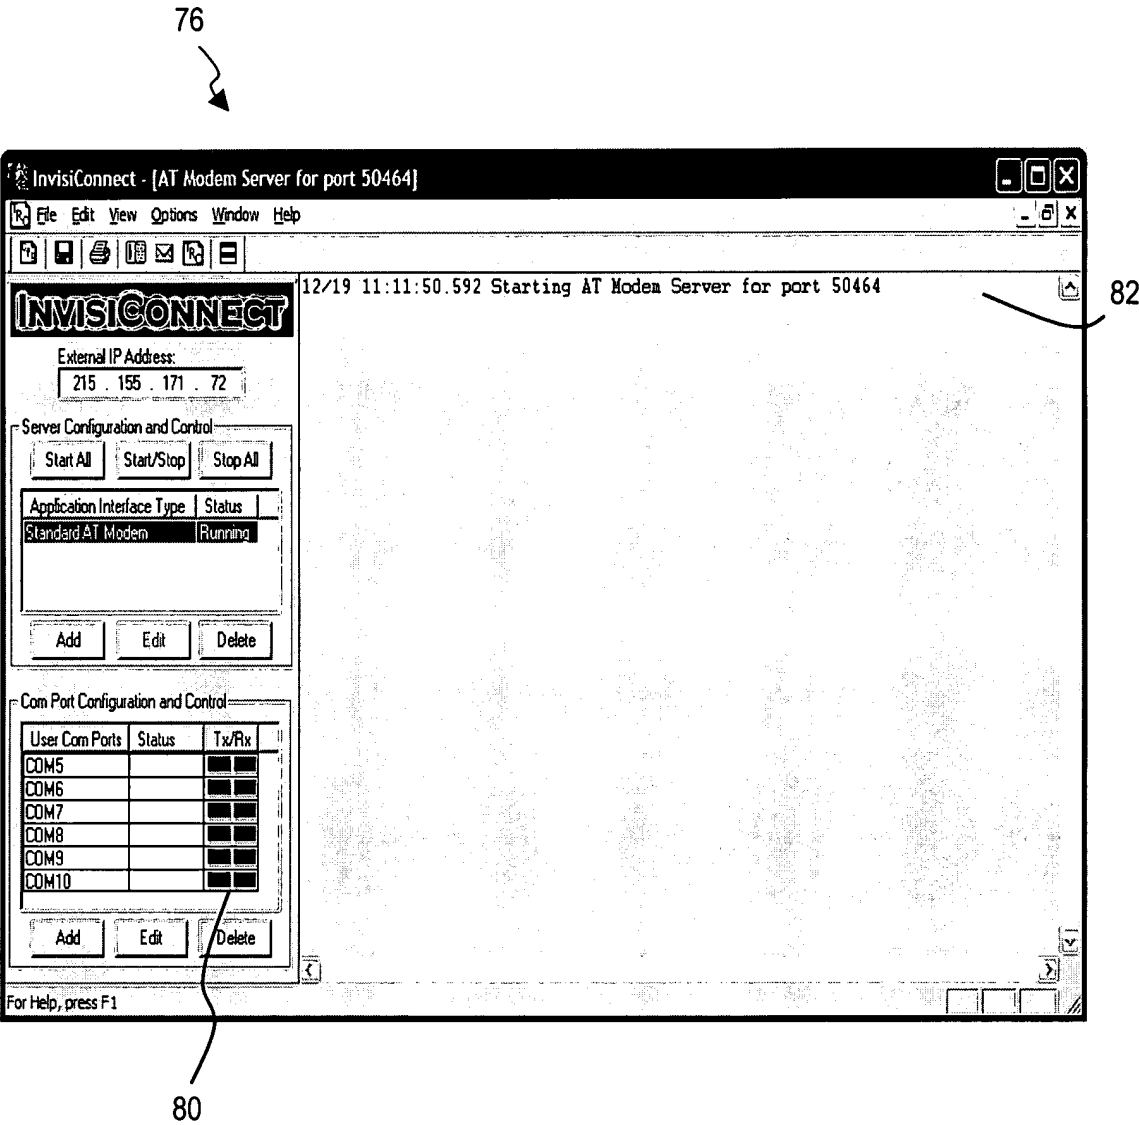 76
InvisiConnect - [AT Modem Server for port 50464]
File Edit View Options Window Help
12/19 11:11:50.592 Starting AT Modem Server for port 50464
82
INVISICONNECT
External IP Address:
215 . 155 . 171 . 72
Server Configuration and Control
Start All Start/Stop Stop All
Application Interface Type Status
Standard AT Modem Running
Add Edit Delete
Com Port Configuration and Control
User Com Ports Status Tx/Rx
COM5
COM6
COM7
COM8
COM9
COM10
Add Edit Delete
For Help, press F1
80